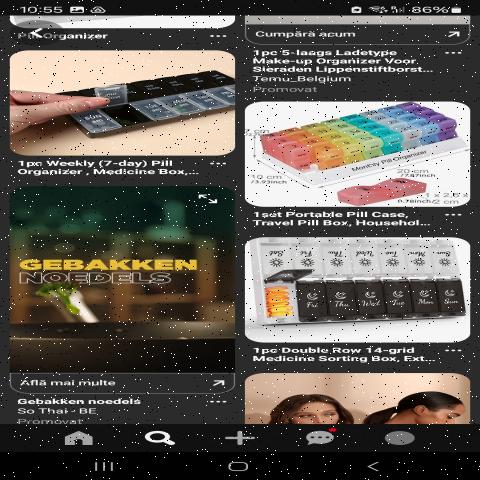 10:55
86%
Pill Organizer
1pc Weekly (7-day) Pill
Organizer , Medicine Box,...
GEBAKKEN
NOEDELS
Află mai multe
Gebakken noedels
So Thai - BE
Promovat
Cumpără acum
1pc 5-laags Ladetype
Make-up Organizer Voor
Sieraden Lippenstiftborst...
Temu_Belgium
Promovat
Monthly Pill Organizer
20 cm
7.87inch
10 cm
3.93inch
1set Portable Pill Case,
Travel Pill Box, Househol...
Fri
Thu
Wed
Tue
Mon
Sun
1pc Double Row 14-grid
Medicine Sorting Box, Ext...